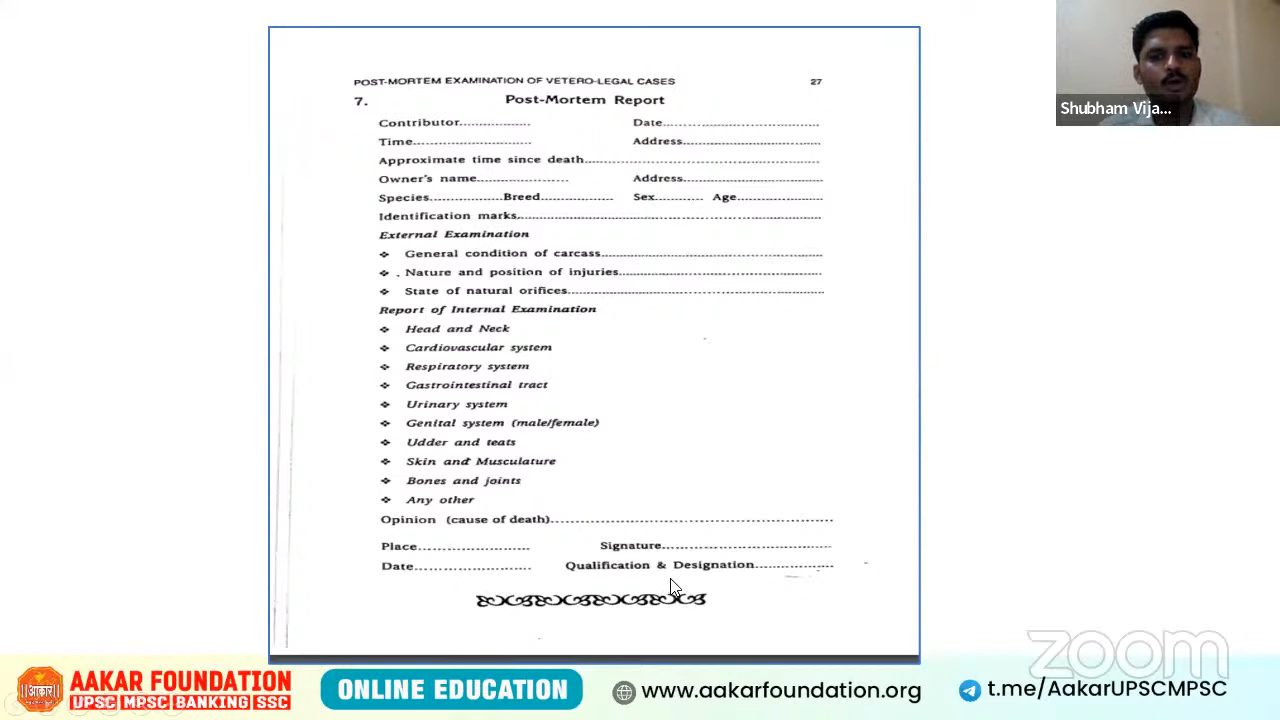 POST-MORTEM EXAMINATION OF VETERO-LEGAL CASES 27
7. Post-Mortem Report
Contributor.................. Date........................................
Time.............................. Address....................................
Approximate time since death............................................................
Owner's name....................... Address....................................
Species..................Breed.................. Sex............ Age.....................
Identification marks............................................................................
External Examination
❖ General condition of carcass........................................................
❖ . Nature and position of injuries...................................................
❖ State of natural orifices................................................................
Report of Internal Examination
❖ Head and Neck
❖ Cardiovascular system
❖ Respiratory system
❖ Gastrointestinal tract
❖ Urinary system
❖ Genital system (male/female)
❖ Udder and teats
❖ Skin and Musculature
❖ Bones and joints
❖ Any other
Opinion (cause of death)......................................................................
Place............................ Signature..........................................
Date............................. Qualification & Designation...................
Shubham Vija...
zoom
||आकार||
AAKAR FOUNDATION
UPSC| MPSC| BANKING| SSC
ONLINE EDUCATION
www.aakarfoundation.org
t.me/AakarUPSCMPSC